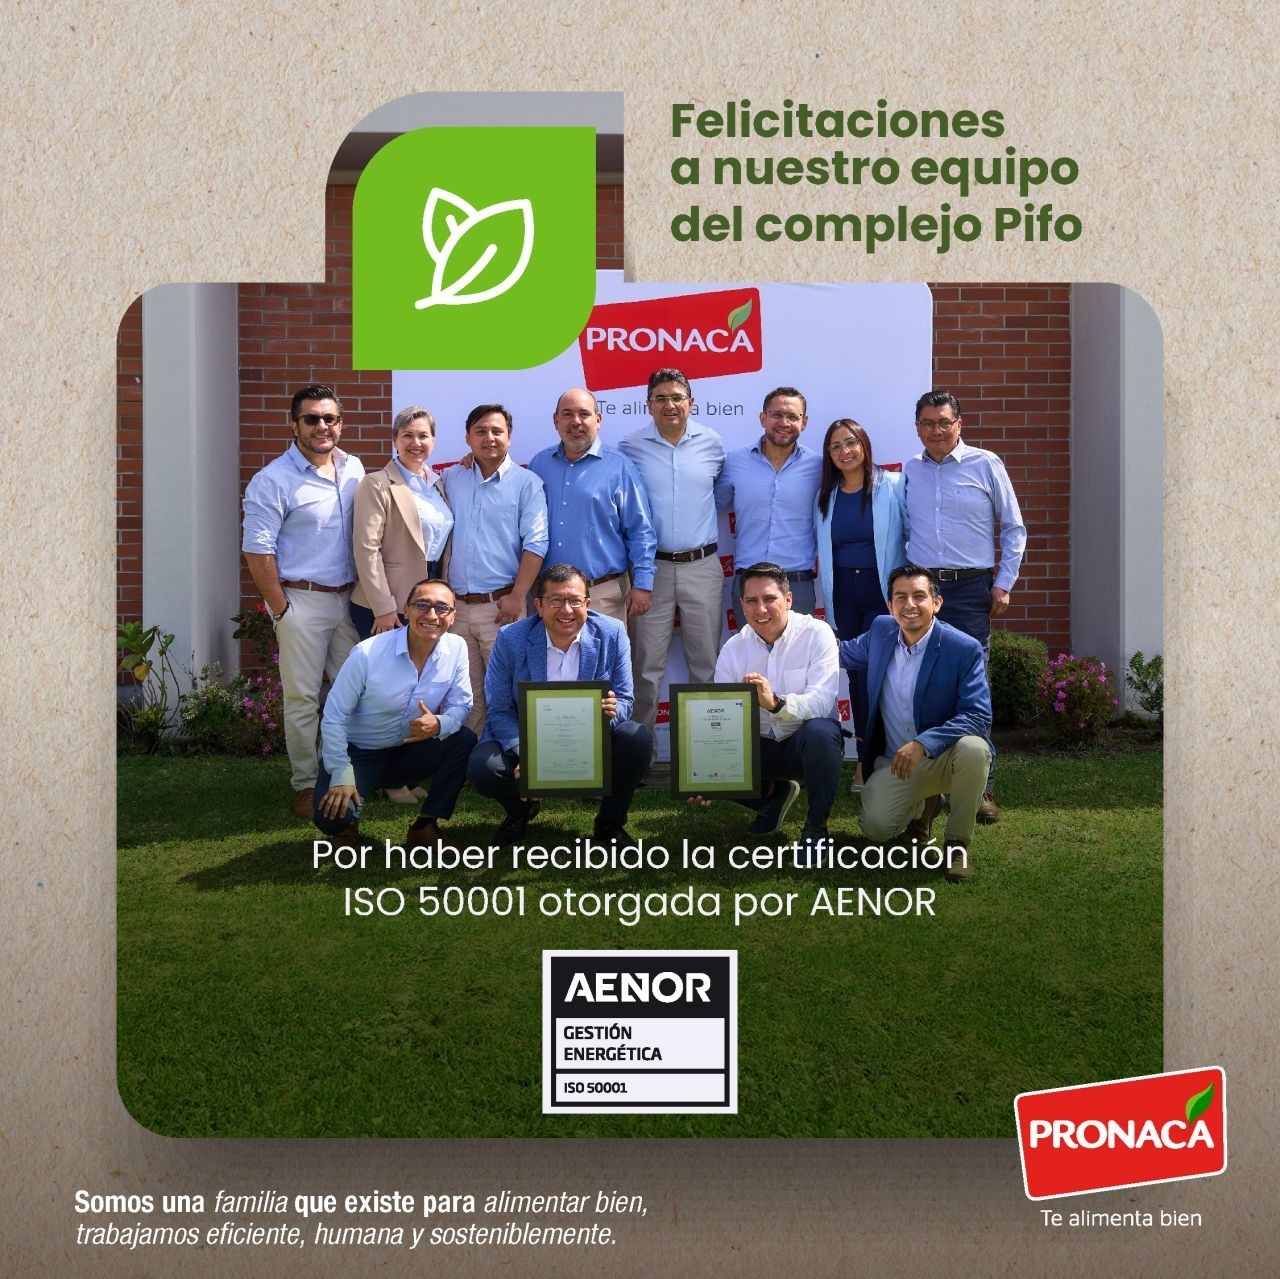 Felicitaciones
a nuestro equipo
del complejo Pifo
PRONACA
Te alimenta bien
AENOR
Por haber recibido la certificación
ISO 50001 otorgada por AENOR
AENOR
GESTIÓN
ENERGÉTICA
ISO 50001
PRONACA
Te alimenta bien
Somos una familia que existe para alimentar bien,
trabajamos eficiente, humana y sosteniblemente.